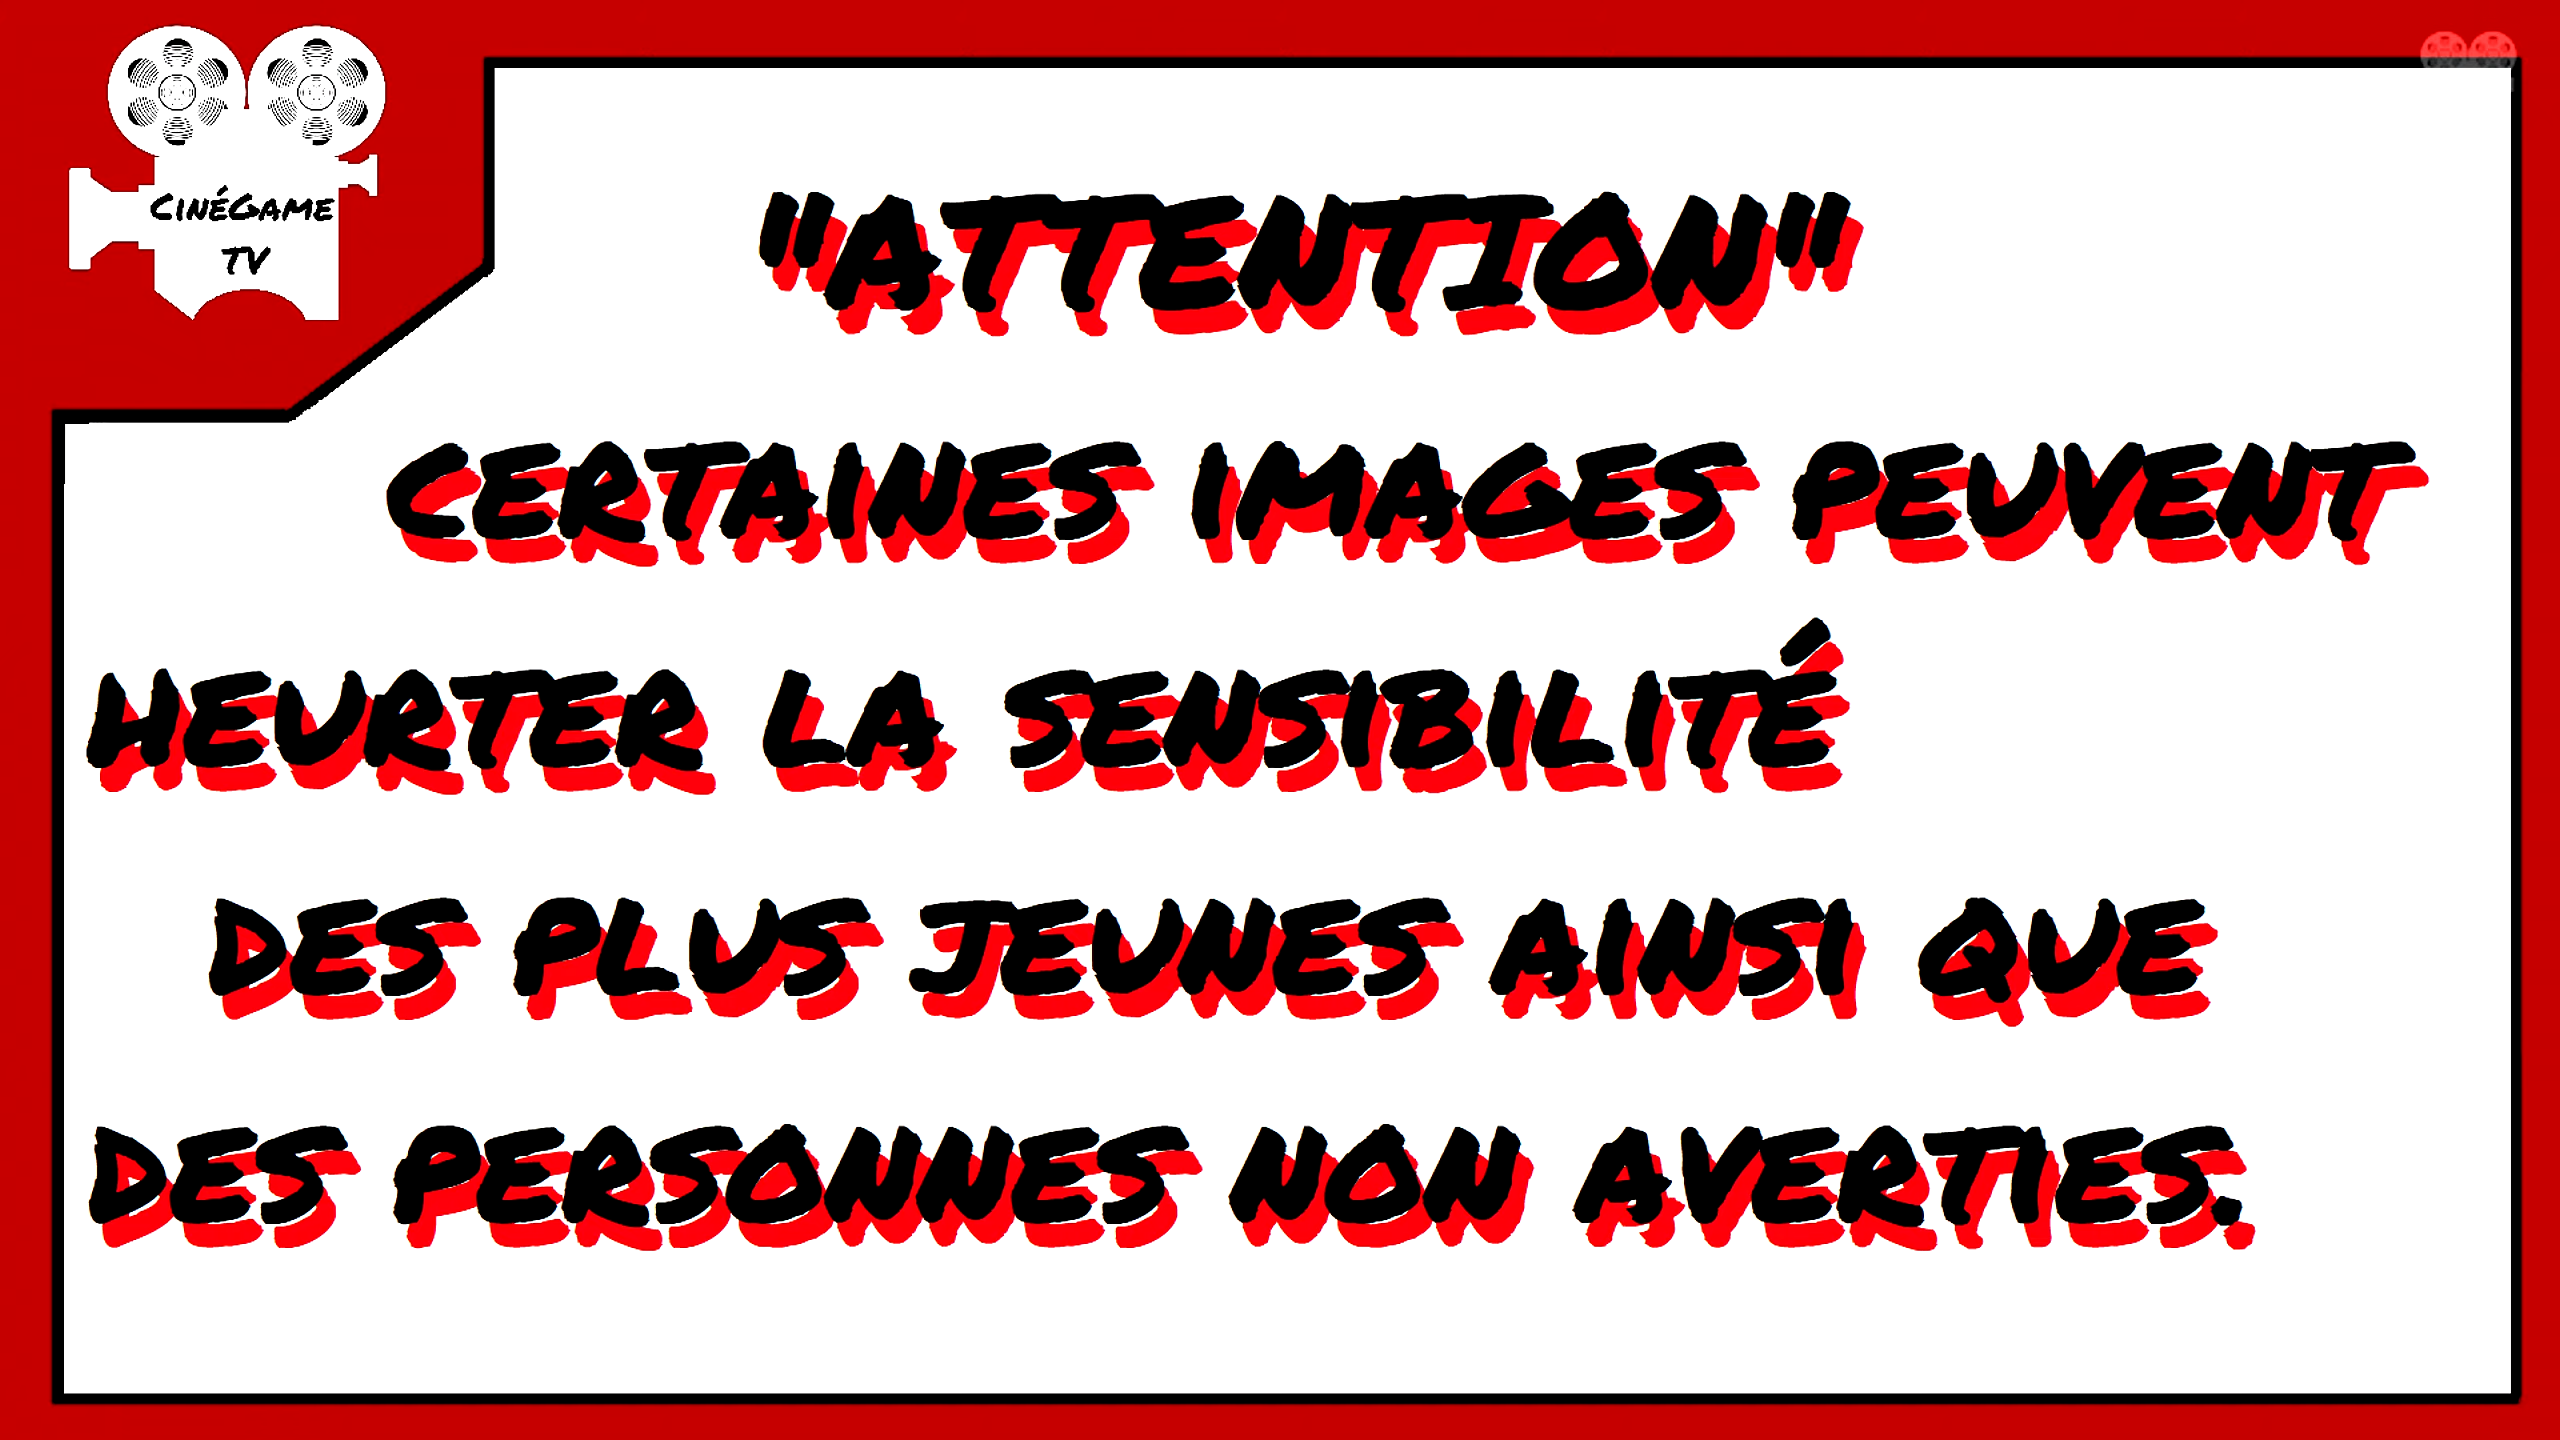 CinéGame
TV
"ATTENTION"
CERTAINES IMAGES PEUVENT
HEURTER LA SENSIBILITÉ
DES PLUS JEUNES AINSI QUE
DES PERSONNES NON AVERTIES.